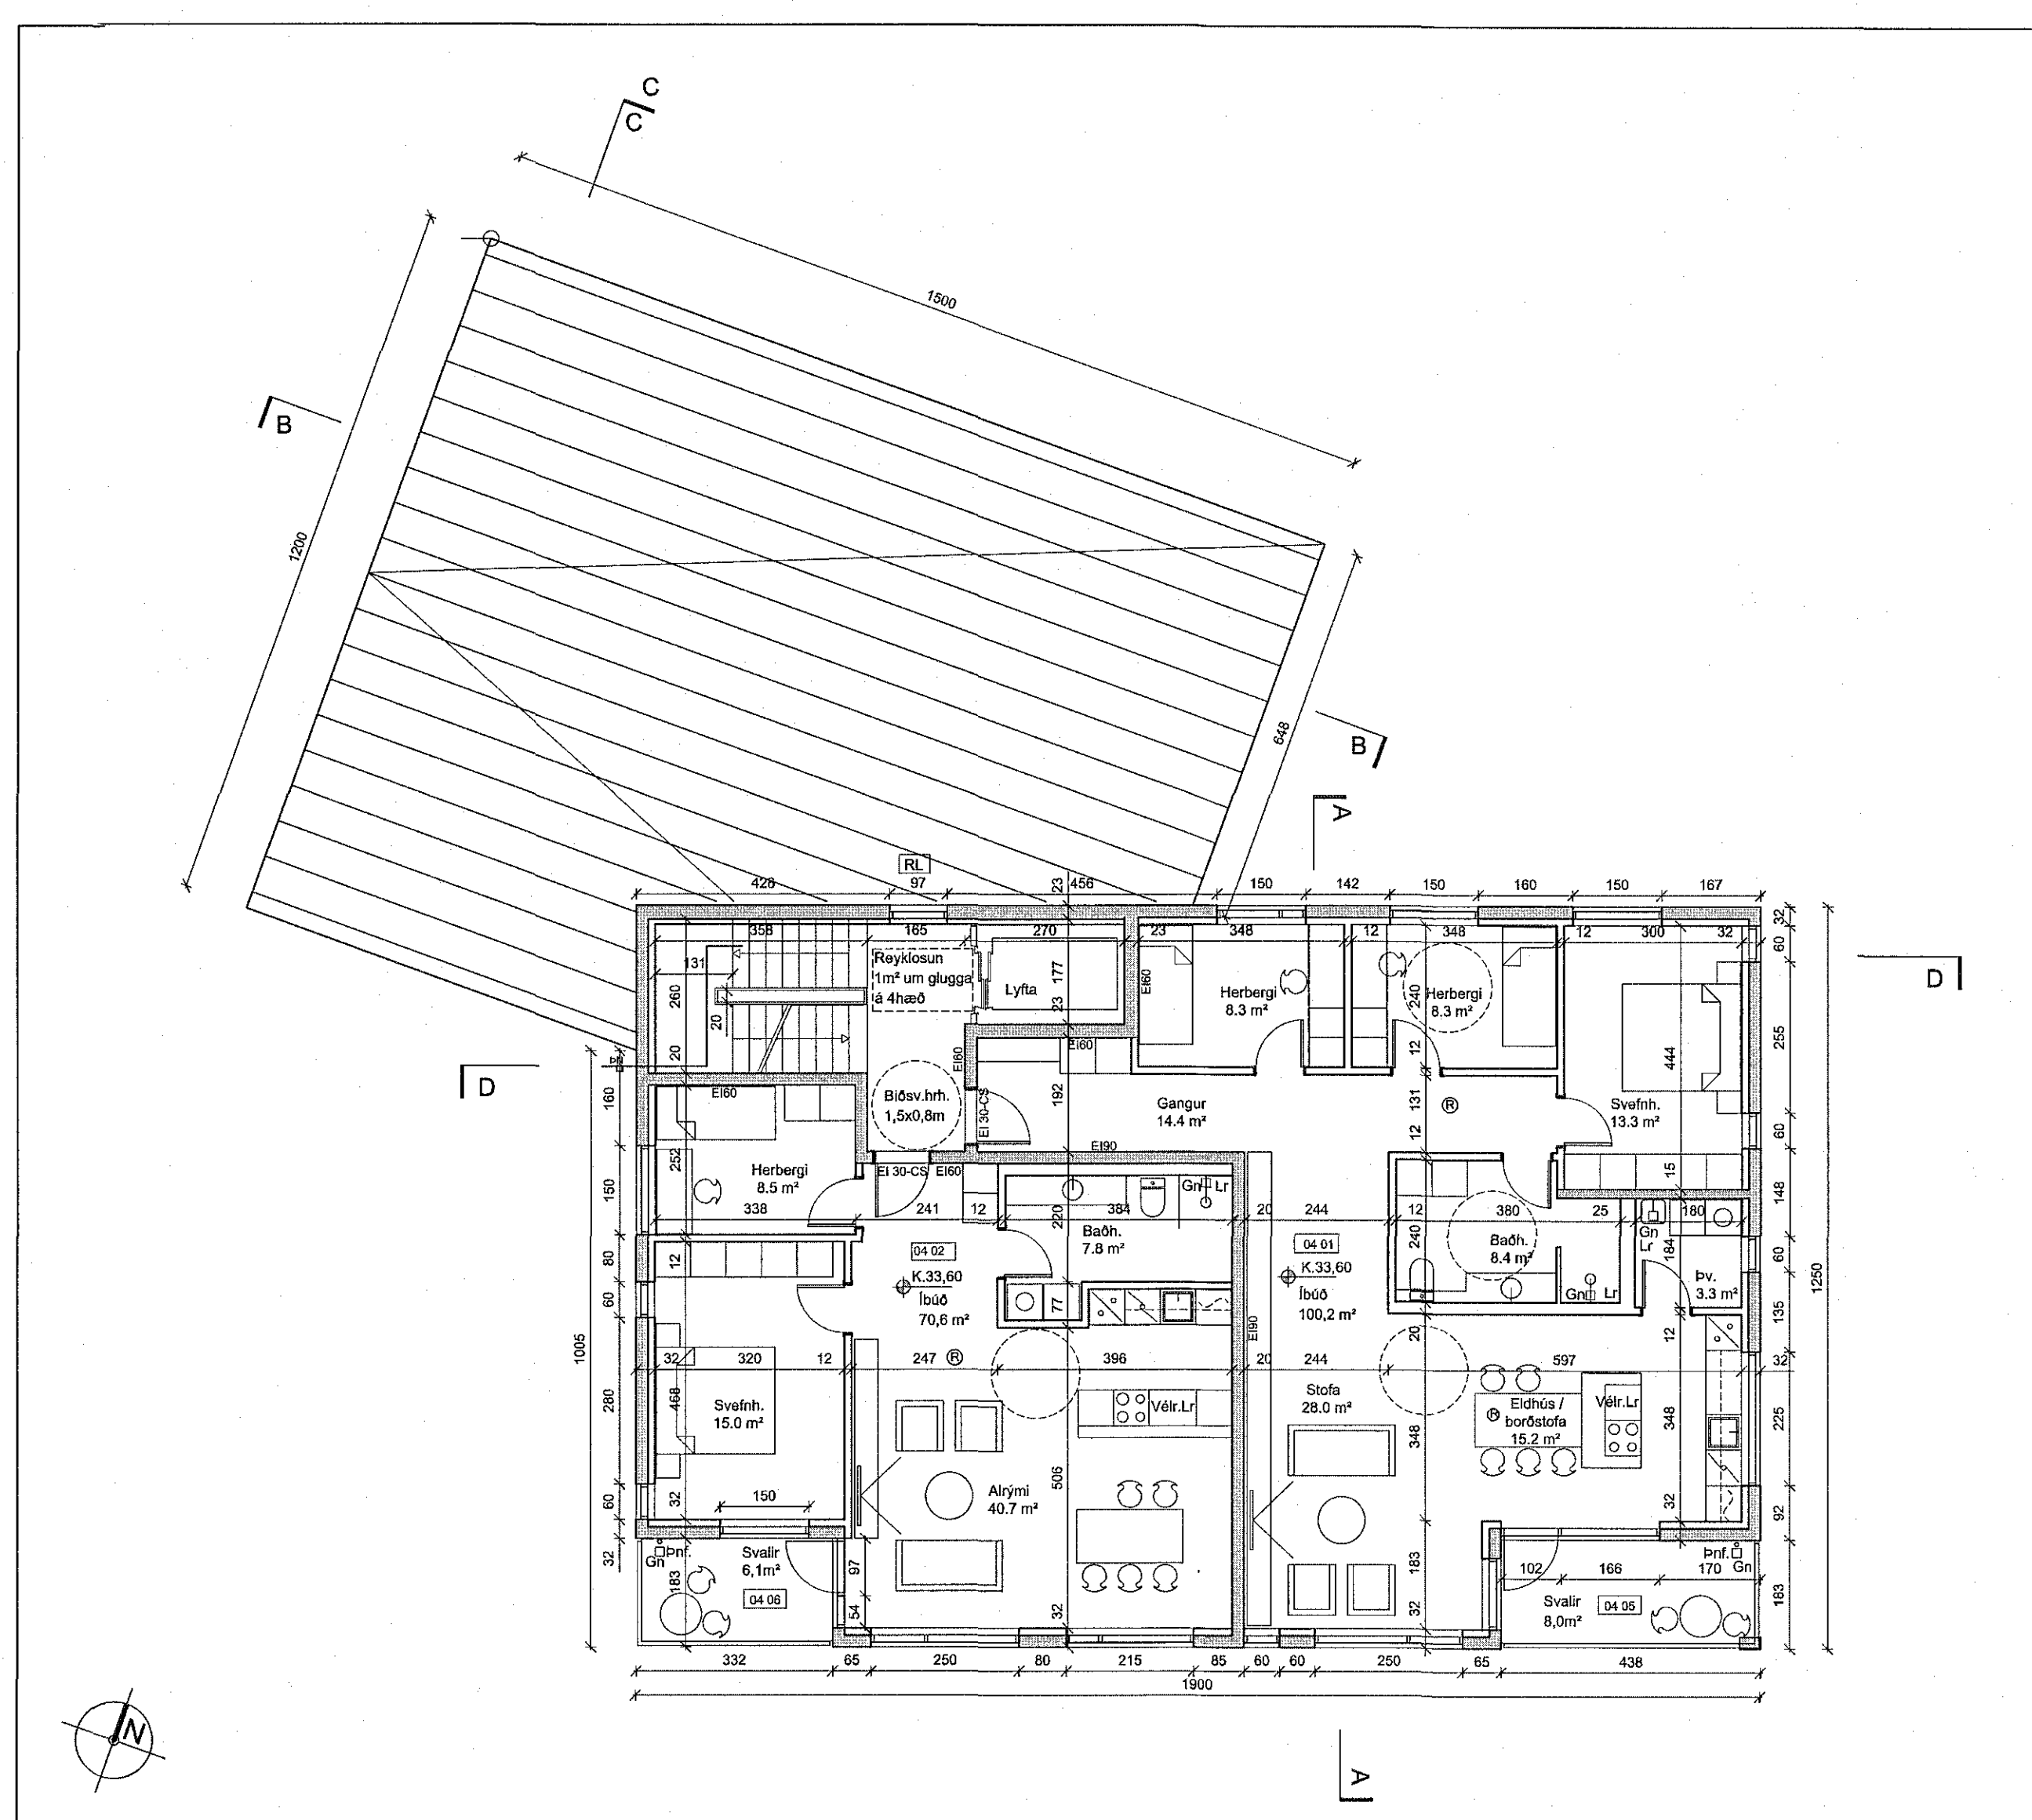 C
C
1500
B
1200
648
B
A
RL
428
97
23
456
150
142
150
160
150
167
32
358
165
270
23
348
12
348
12
300
32
60
131
Reyklosun
1m² um glugga
á 4hæð
177
Lyfta
EI60
Herbergi
8.3 m²
240
Herbergi
8.3 m²
D
260
20
23
444
255
1250
20
EI60
EI60
12
D
160
EI60
Biðsv.hrh.
1,5x0,8m
EI 30-CS
192
Gangur
14.4 m²
131
R
Svefnh.
13.3 m²
60
EI90
12
252
Herbergi
8.5 m²
EI 30-CS
EI60
15
148
150
Gn
Lr
338
241
12
384
220
20
244
12
380
25
180
Baðh.
7.8 m²
240
Baðh.
8.4 m²
Gn
Lr
184
80
12
04 02
04 01
60
K.33,60
Íbúð
70,6 m²
K.33,60
Íbúð
100,2 m²
Þv.
3.3 m²
60
77
Gn
Lr
135
1005
EI90
20
12
32
320
12
247
R
396
20
244
597
32
280
468
Svefnh.
15.0 m²
Vélr.Lr
Stofa
28.0 m²
R
Eldhús /
borðstofa
15.2 m²
Vélr.Lr
348
348
225
506
Alrými
40.7 m²
60
32
150
32
92
32
Gn
Þnf.
Svalir
6,1m²
97
183
Þnf.
Gn
183
04 06
54
32
32
102
166
170
Svalir
8,0m²
04 05
183
332
65
250
80
215
85
60
60
250
65
438
1900
N
A